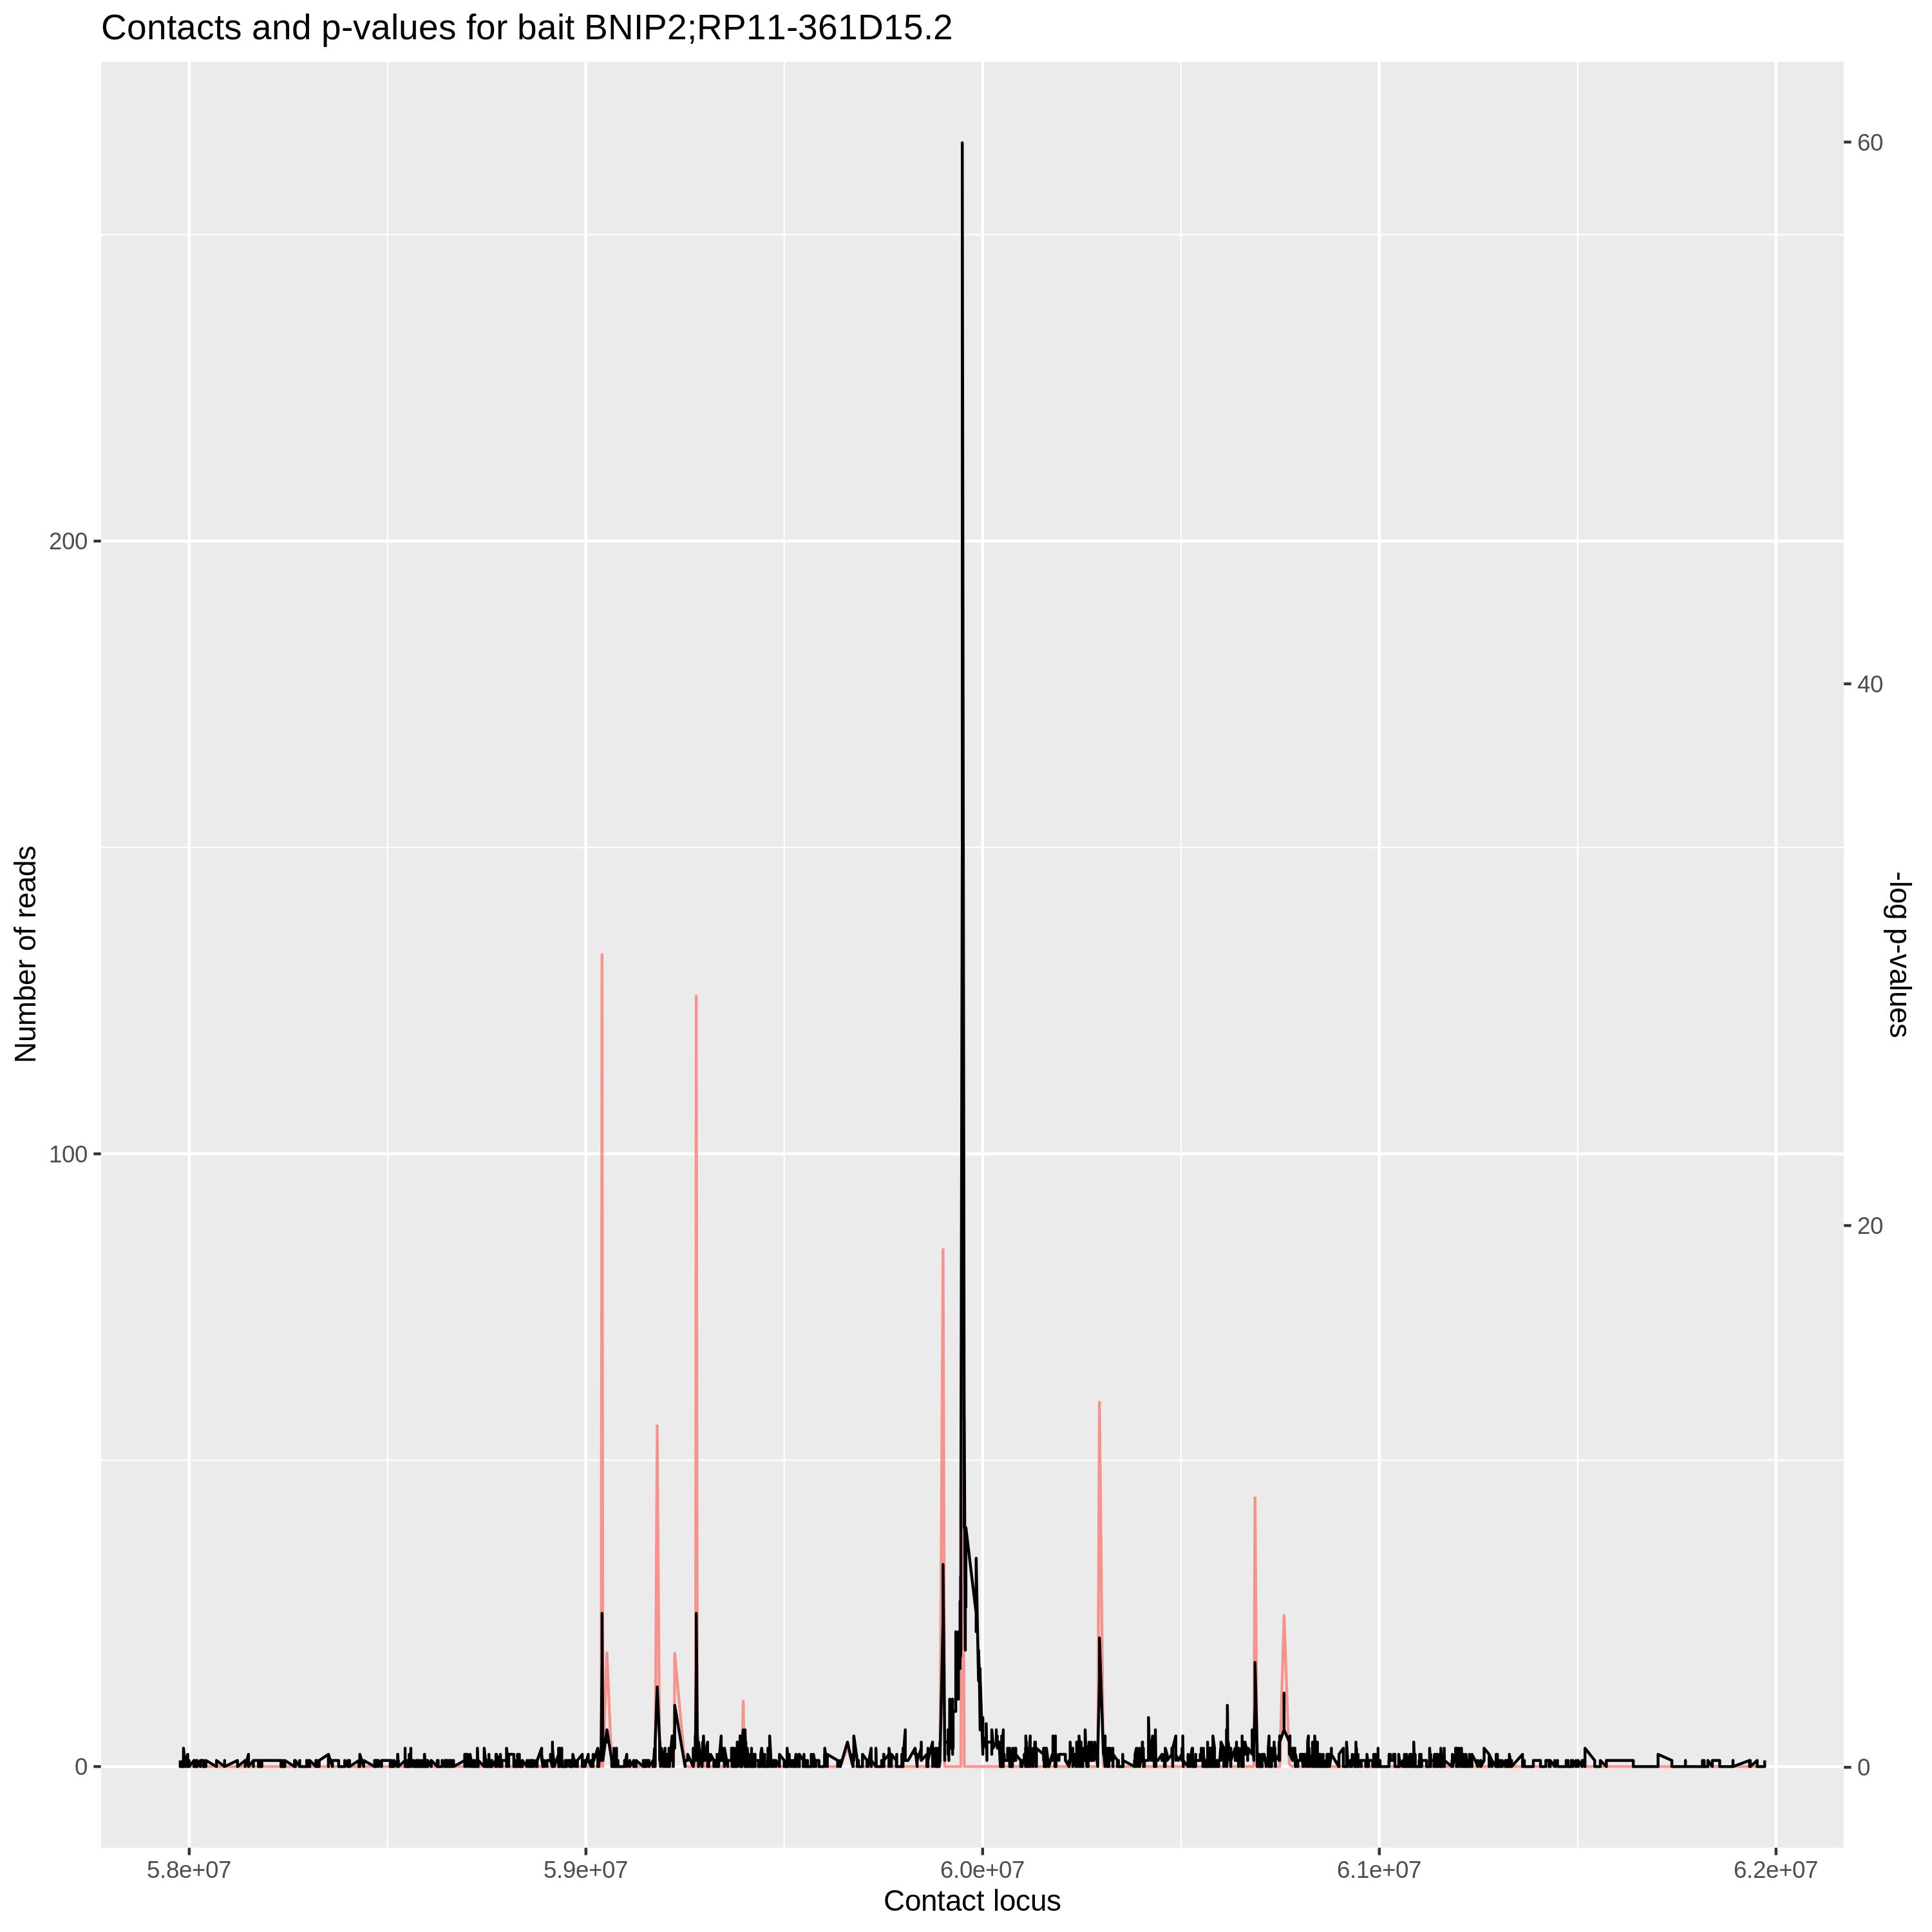 Contacts and p-values for bait BNIP2;RP11-361D15.2
Number of reads
200
100
0
60
40
20
0
-log p-values
5.8e+07
5.9e+07
6.0e+07
6.1e+07
6.2e+07
Contact locus